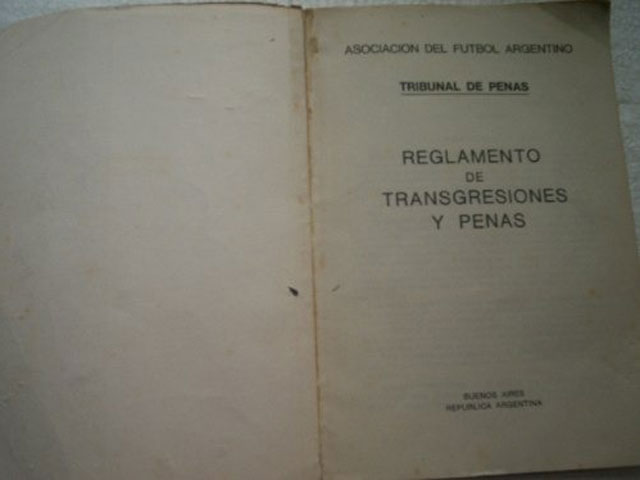 ASOCIACION DEL FUTBOL ARGENTINO
TRIBUNAL DE PENAS
REGLAMENTO
DE
TRANSGRESIONES
Y PENAS
BUENOS AIRES
REPUBLICA ARGENTINA